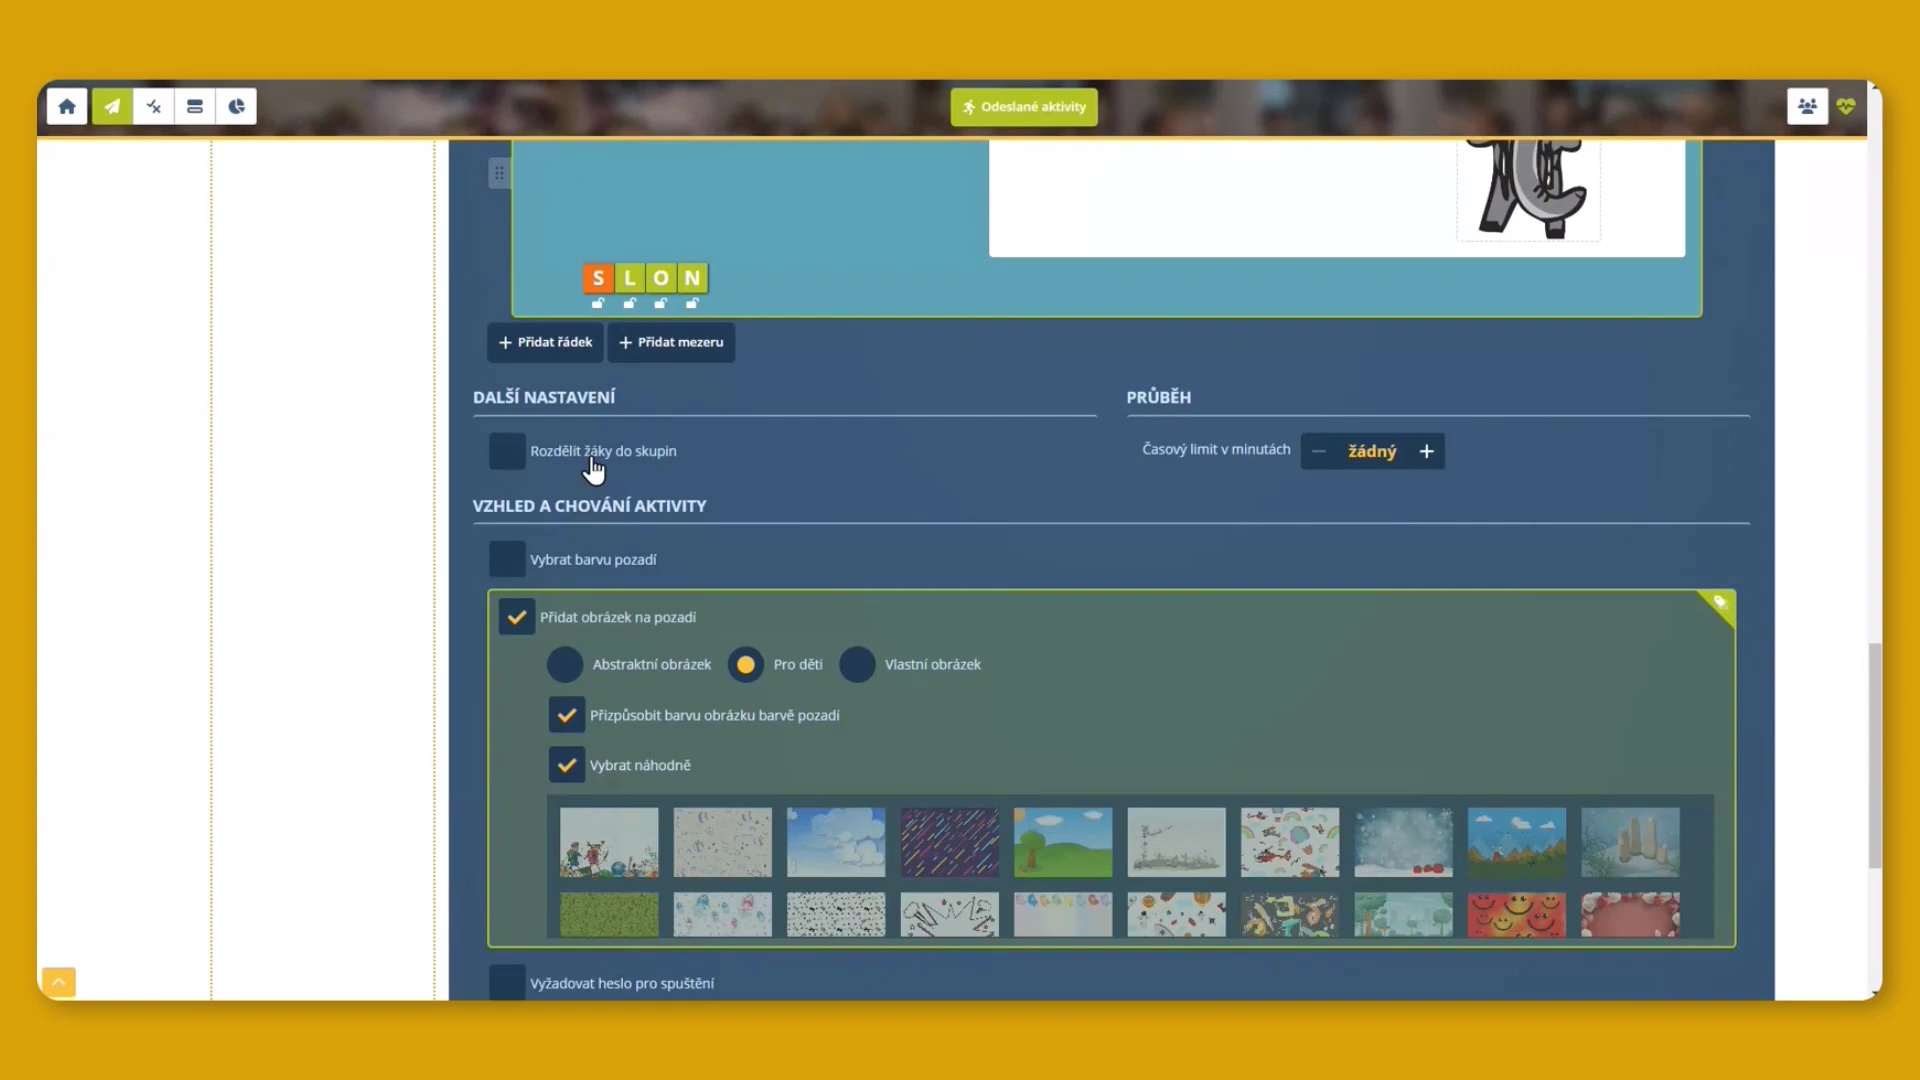 Odeslané aktivity
S L O N
Přidat řádek
Přidat mezeru
DALŠÍ NASTAVENÍ
PRŮBĚH
Rozdělit žáky do skupin
Časový limit v minutách
žádný
VZHLED A CHOVÁNÍ AKTIVITY
Vybrat barvu pozadí
Přidat obrázek na pozadí
Abstraktní obrázek
Pro děti
Vlastní obrázek
Přizpůsobit barvu obrázku barvě pozadí
Vybrat náhodně
Vyžadovat heslo pro spuštění